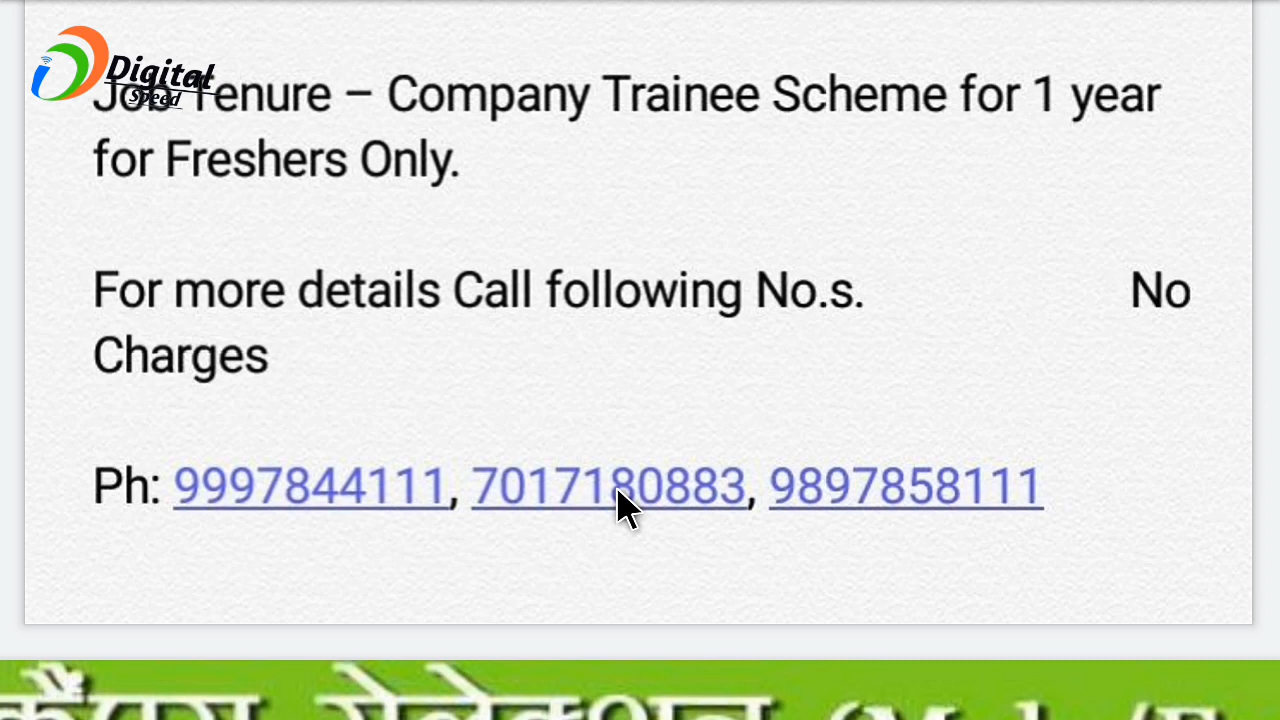 Digital
Speed
Job Tenure – Company Trainee Scheme for 1 year
for Freshers Only.
For more details Call following No.s. No
Charges
Ph: 9997844111, 7017180883, 9897858111